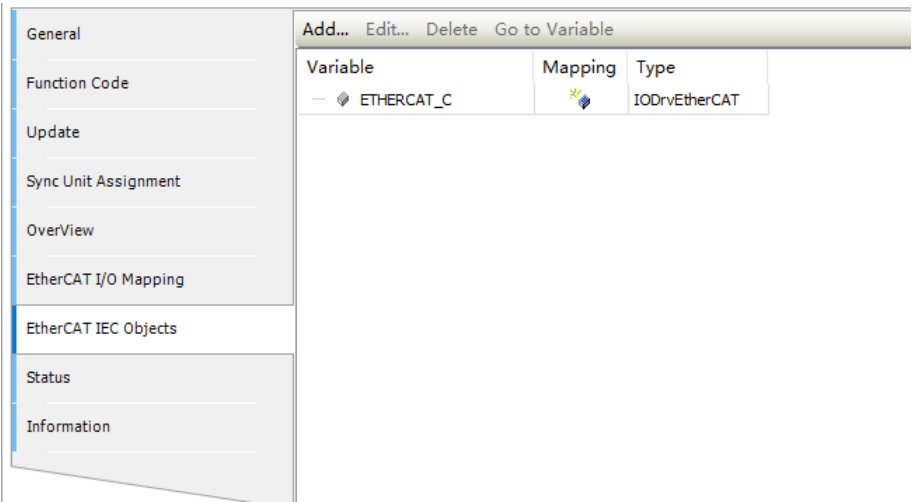 General
Function Code
Update
Sync Unit Assignment
OverView
EtherCAT I/O Mapping
EtherCAT IEC Objects
Status
Information
Add... Edit... Delete Go to Variable
Variable Mapping Type
ETHERCAT_C IODrvEtherCAT